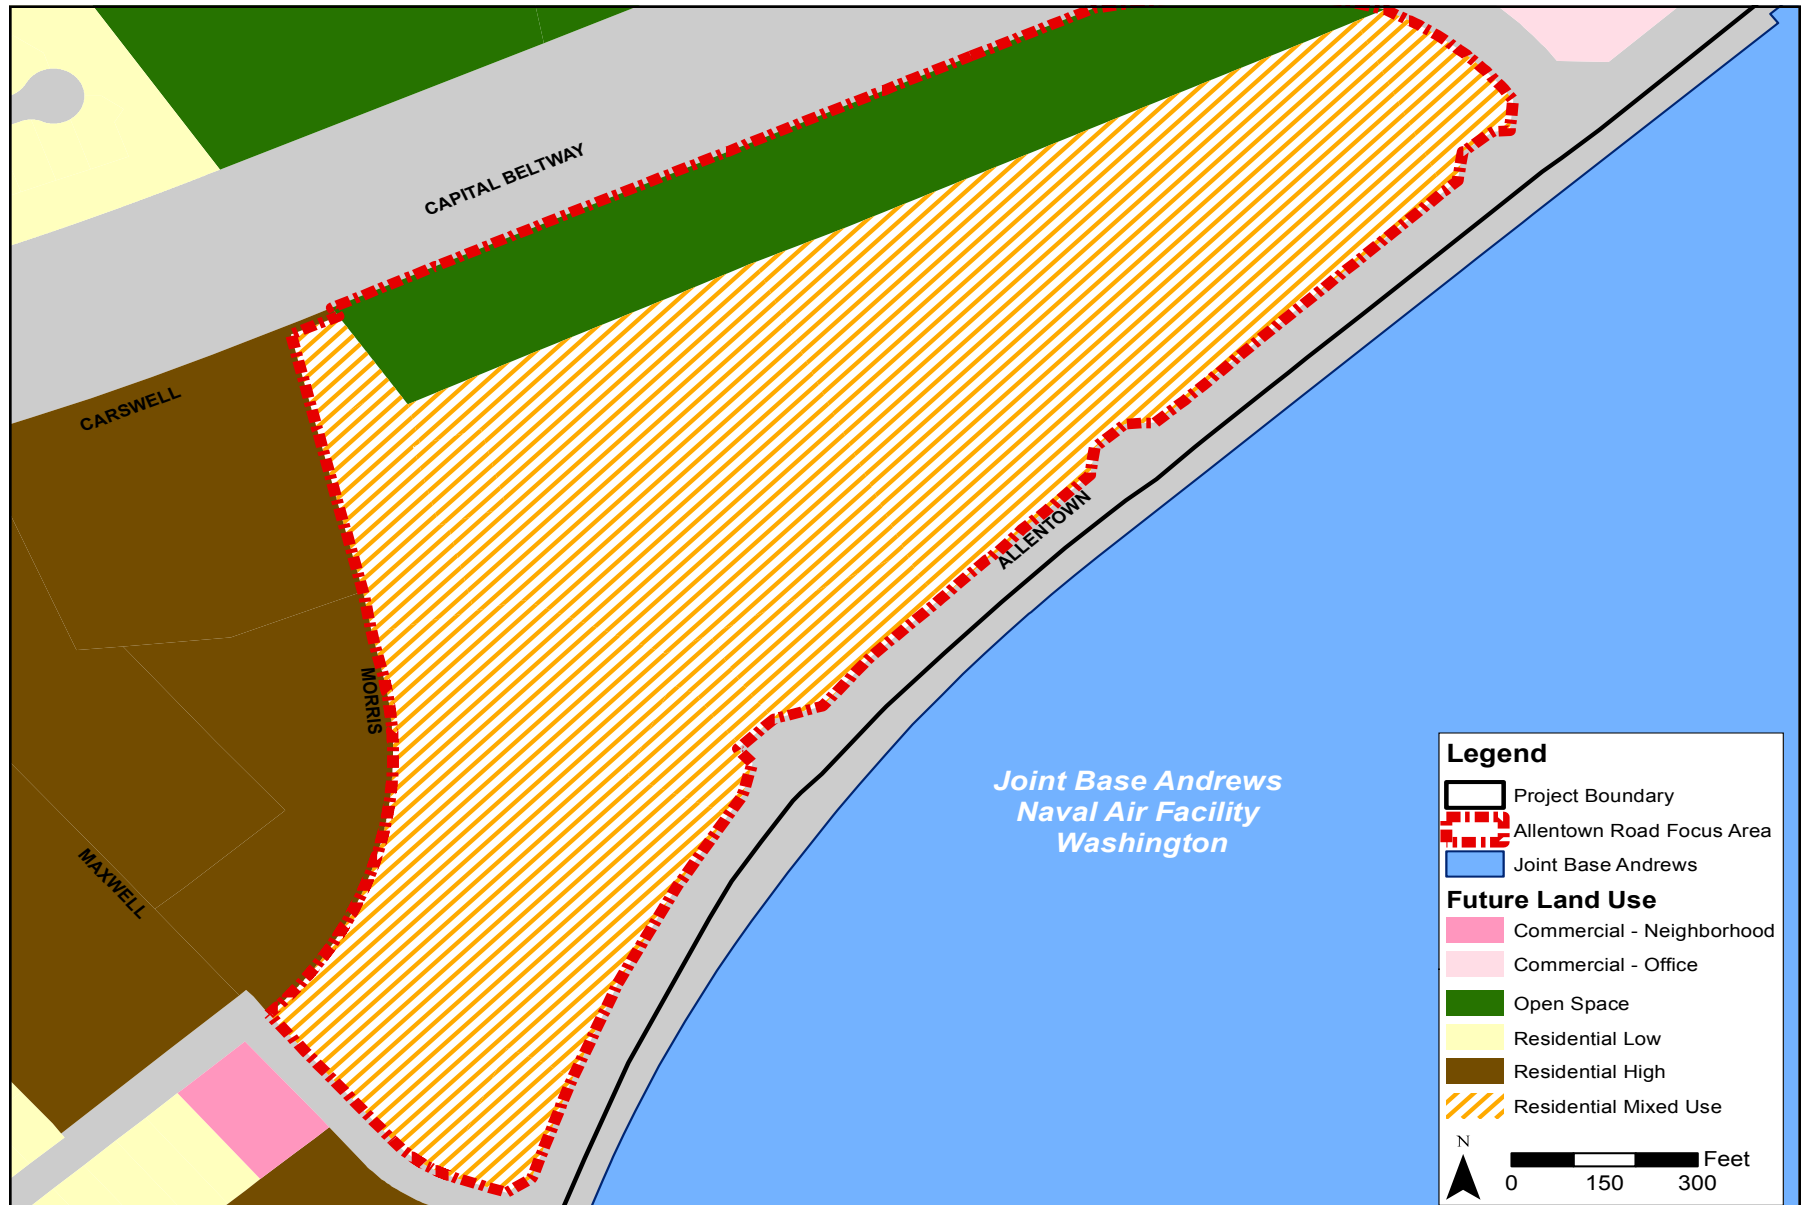 CAPITAL BELTWAY
CARSWELL
ALLENTOWN
MORRIS
MAXWELL
Joint Base Andrews
Naval Air Facility
Washington
Legend
Project Boundary
Allentown Road Focus Area
Joint Base Andrews
Future Land Use
Commercial - Neighborhood
Commercial - Office
Open Space
Residential Low
Residential High
Residential Mixed Use
N
Feet
0 150 300